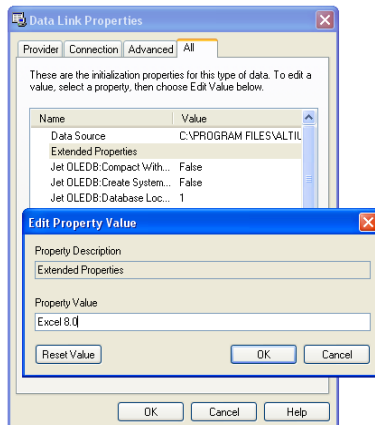 Data Link Properties
Provider Connection Advanced All
These are the initialization properties for this type of data. To edit a
value, select a property, then choose Edit Value below.
Name Value
Data Source C:\PROGRAM FILES\ALTIU
Extended Properties
Jet OLEDB:Compact With... False
Jet OLEDB:Create System... False
Jet OLEDB:Database Loc... 1
Edit Property Value
Property Description
Extended Properties
Property Value
Excel 8.0
Reset Value OK Cancel
OK Cancel Help